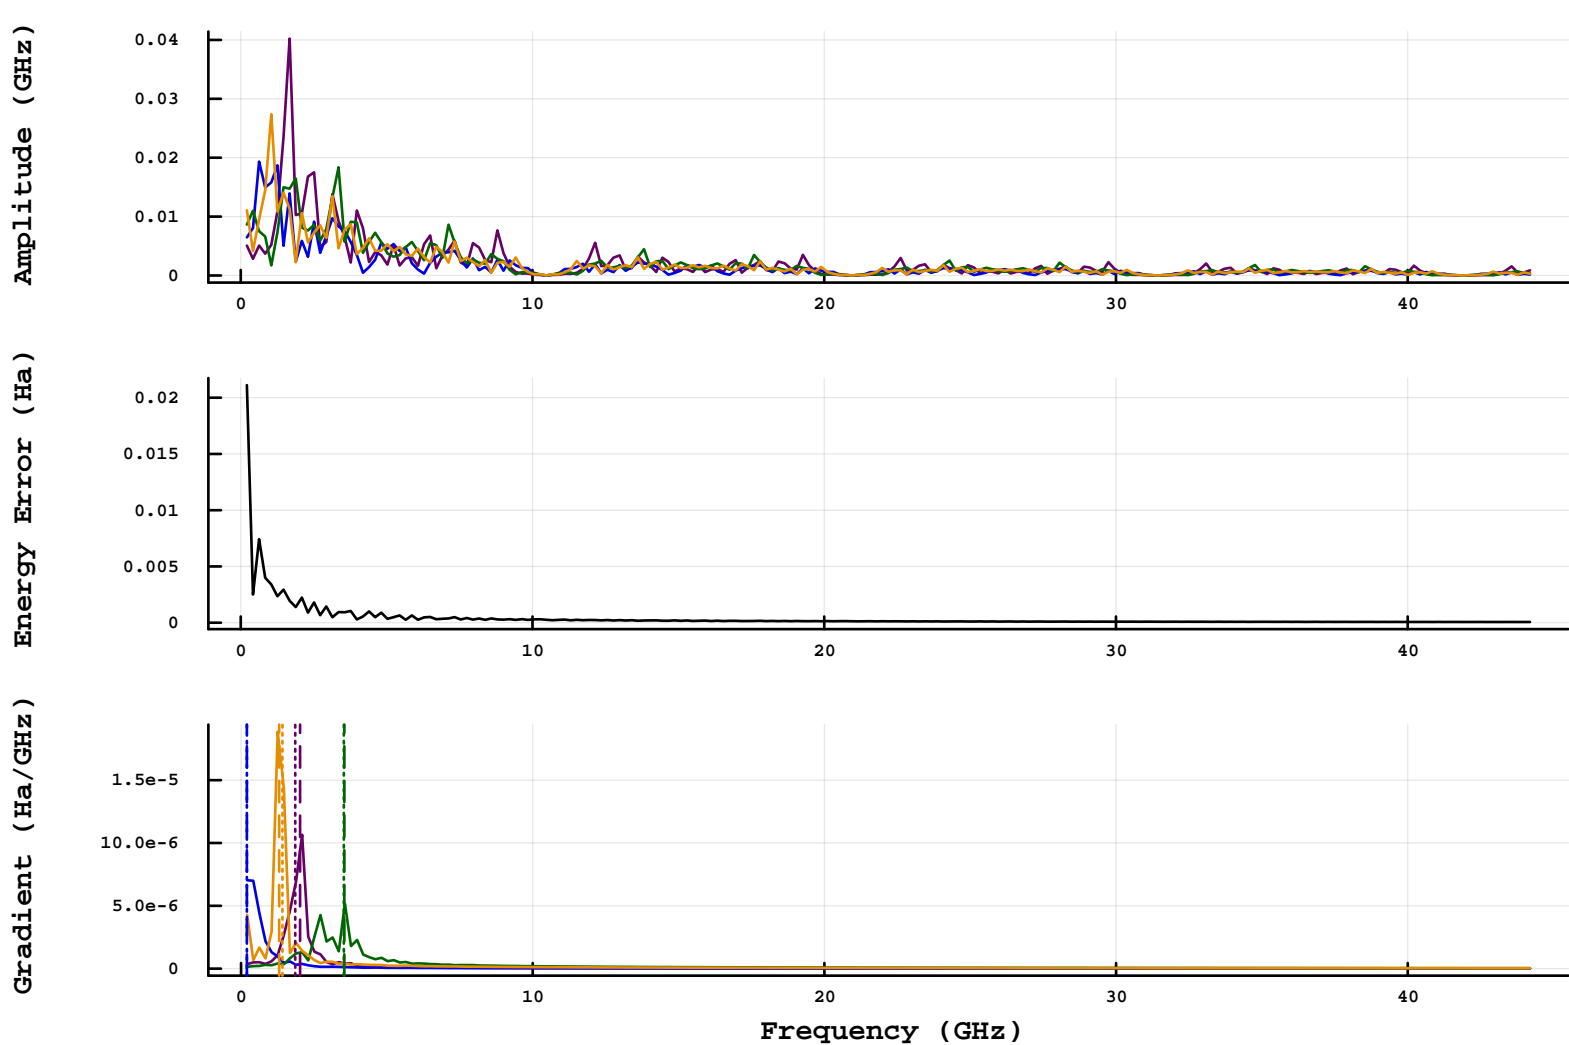 Amplitude (GHz)
0.04
0.03
0.02
0.01
0
0 10 20 30 40
Energy Error (Ha)
0.02
0.015
0.01
0.005
0
0 10 20 30 40
Gradient (Ha/GHz)
1.5e-5
10.0e-6
5.0e-6
0
0 10 20 30 40
Frequency (GHz)